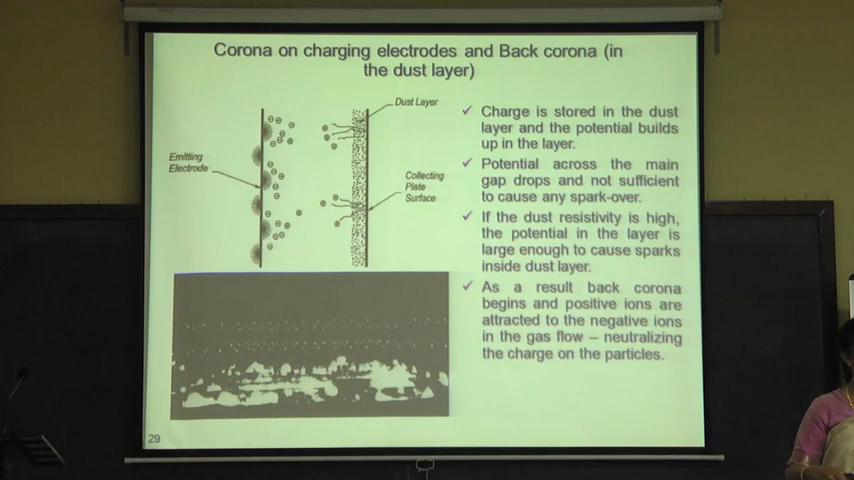 Corona on charging electrodes and Back corona (in
the dust layer)
Dust Layer
Emitting
Electrode
Collecting
Plate
Surface
✓ Charge is stored in the dust
layer and the potential builds
up in the layer.
✓ Potential across the main
gap drops and not sufficient
to cause any spark-over.
✓ If the dust resistivity is high,
the potential in the layer is
large enough to cause sparks
inside dust layer.
✓ As a result back corona
begins and positive ions are
attracted to the negative ions
in the gas flow – neutralizing
the charge on the particles.
29